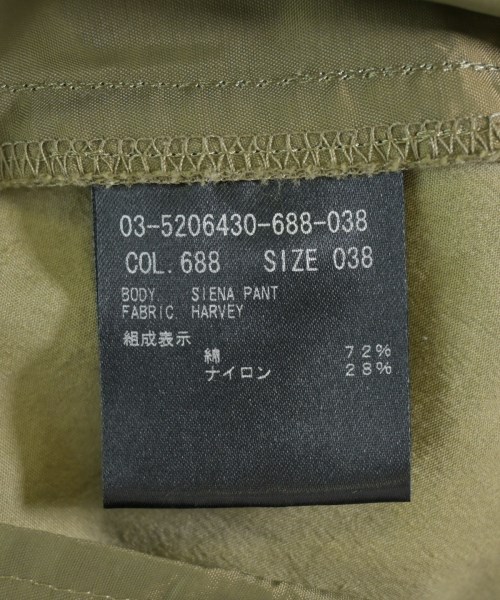 03-5206430-688-038
COL. 688 SIZE 038
BODY. SIENA PANT
FABRIC. HARVEY
組成表示
綿 72%
ナイロン 28%